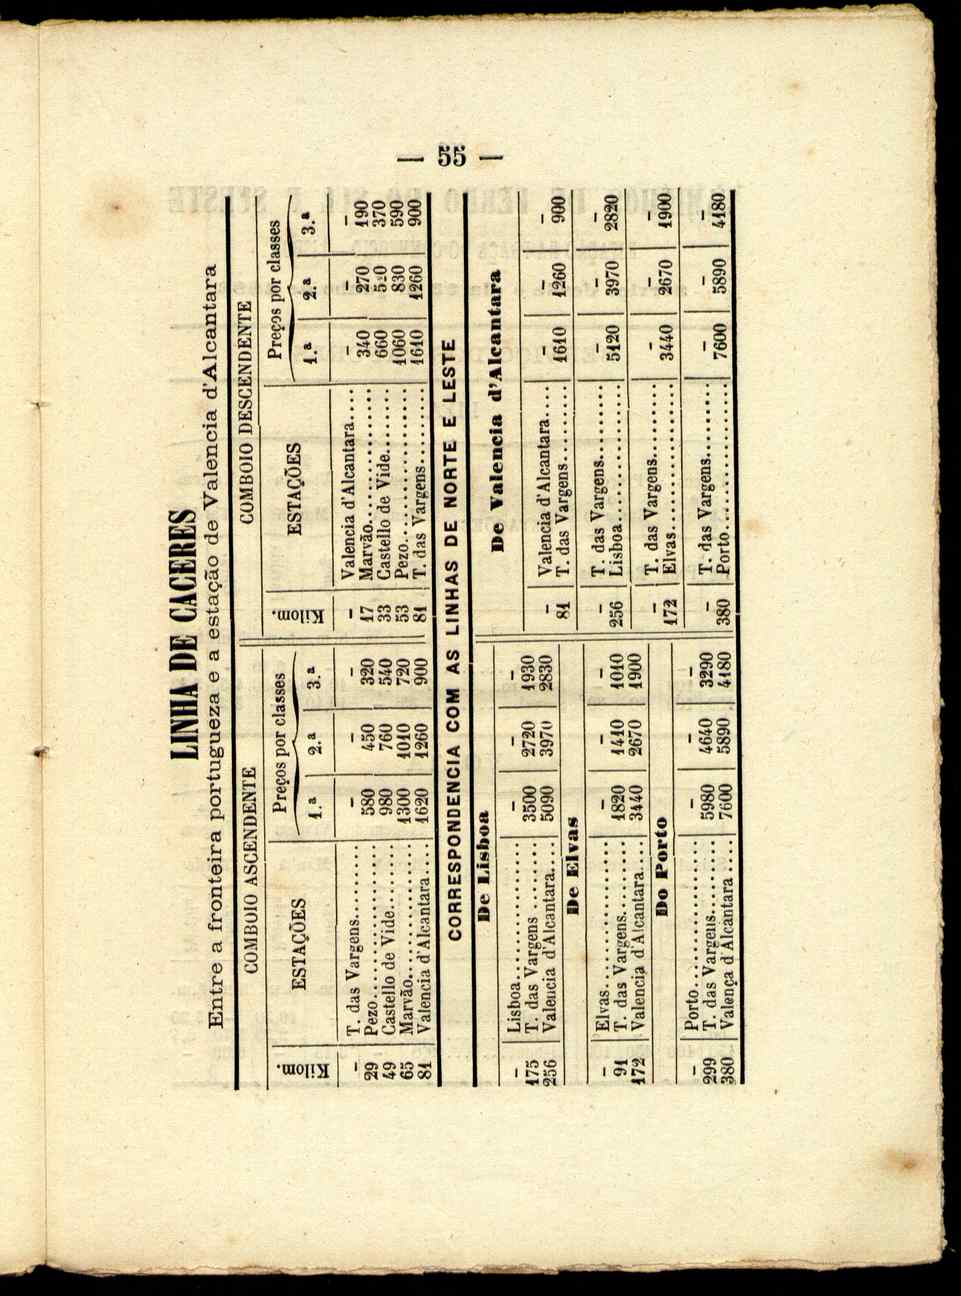 — 55 —
LINHA DE CACERES
Entre a fronteira portugueza e a estação de Valencia d'Alcantara
COMBOIO ASCENDENTE
Kilom. ESTAÇÕES Preços por classes
1.ª 2.ª 3.ª
– T. das Vargens – – –
29 Pezo 580 450 320
49 Castello de Vide 980 760 540
65 Marvão 1300 1010 720
81 Valencia d'Alcantara 1620 1260 900
COMBOIO DESCENDENTE
Kilom. ESTAÇÕES Preços por classes
1.ª 2.ª 3.ª
– Valencia d'Alcantara – – –
17 Marvão 340 270 190
33 Castello de Vide 660 370
53 Pezo 1060 830 590
81 T. das Vargens 1610 1260 900
CORRESPONDENCIA COM AS LINHAS DE NORTE E LESTE
De Lisboa
– Lisboa – – –
175 T. das Vargens 3500 2720 1930
256 Valencia d'Alcantara 5090 3970 2830
De Elvas
– Elvas – – –
91 T. das Vargens 1820 1410 1010
172 Valencia d'Alcantara 3440 2670 1900
Do Porto
– Porto – – –
299 T. das Vargens 5980 4640 3290
380 Valença d'Alcantara 7600 5890 4180
De Valencia d'Alcantara
– Valencia d'Alcantara – – –
81 T. das Vargens 1610 1260 900
– T. das Vargens – – –
256 Lisboa 5120 3970 2820
– T. das Vargens – – –
172 Elvas 3440 2670 1900
– T. das Vargens – – –
380 Porto 7600 5890 4180